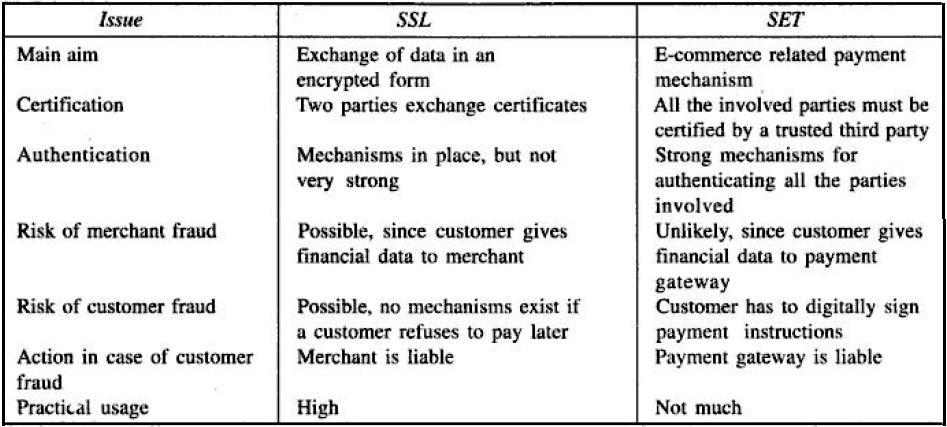 Issue SSL SET
Main aim Exchange of data in an E-commerce related payment
encrypted form mechanism
Certification Two parties exchange certificates All the involved parties must be
certified by a trusted third party
Authentication Mechanisms in place, but not Strong mechanisms for
very strong authenticating all the parties
involved
Risk of merchant fraud Possible, since customer gives Unlikely, since customer gives
financial data to merchant financial data to payment
gateway
Risk of customer fraud Possible, no mechanisms exist if Customer has to digitally sign
a customer refuses to pay later payment instructions
Action in case of customer Merchant is liable Payment gateway is liable
fraud
Practical usage High Not much